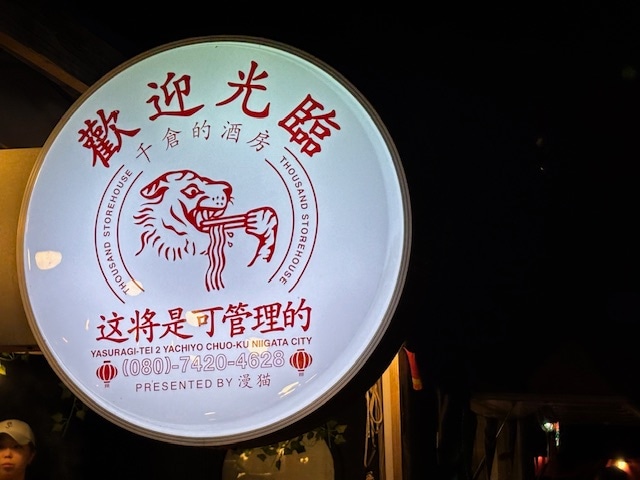 歡迎光臨
千倉的酒房
THOUSAND STOREHOUSE
THOUSAND STOREHOUSE
这将是可管理的
YASURAGI-TEI 2 YACHIYO CHUO-KU NIIGATA CITY
(080)-7420-4628
PRESENTED BY 漫猫